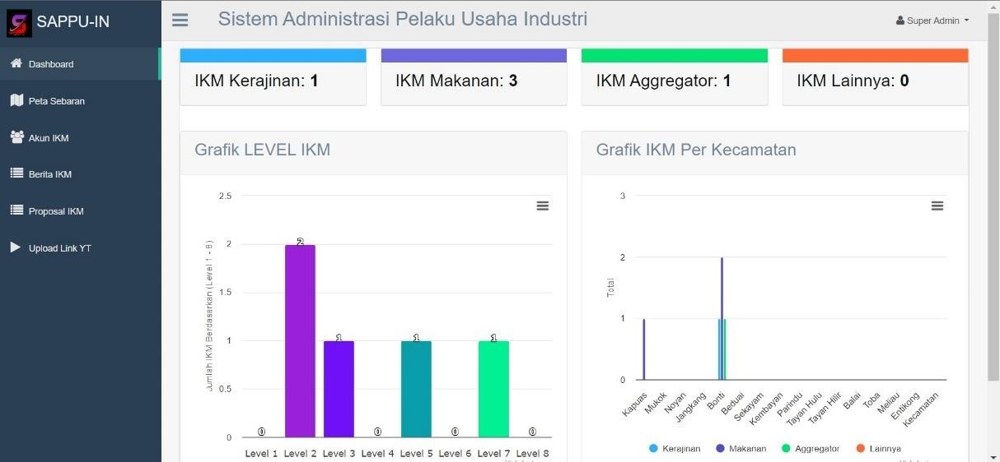 SAPPU-IN
Sistem Administrasi Pelaku Usaha Industri
Super Admin
Dashboard
Peta Sebaran
Akun IKM
Berita IKM
Proposal IKM
Upload Link YT
IKM Kerajinan: 1
IKM Makanan: 3
IKM Aggregator: 1
IKM Lainnya: 0
Grafik LEVEL IKM
Jumlah IKM Berdasarkan (Level 1 - 8)
2.5
2
1.5
1
0.5
0
0
2
1
0
1
0
1
0
Level 1 Level 2 Level 3 Level 4 Level 5 Level 6 Level 7 Level 8
Grafik IKM Per Kecamatan
Total
3
2
1
0
Kapuas
Mukok
Noyan
Jangkang
Bonti
Beduai
Sekayam
Kembayan
Parindu
Tayan Hulu
Tayan Hilir
Balai
Toba
Meliau
Entikong
Kecamatan
Kerajinan Makanan Aggregator Lainnya